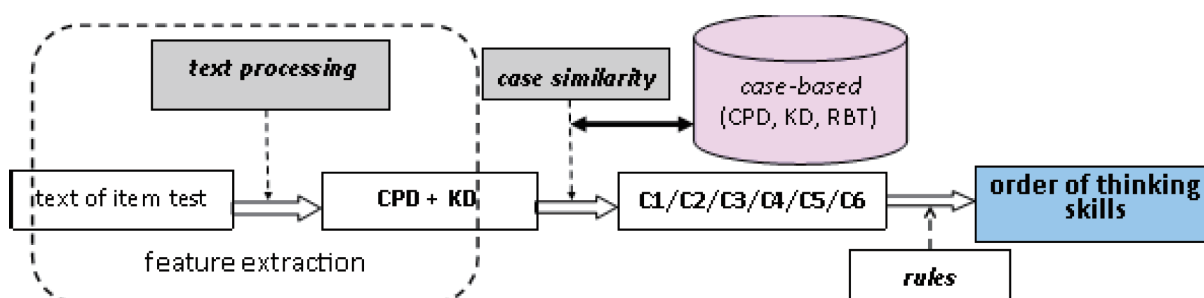 text processing
case similarity
case-based
(CPD, KD, RBT)
text of item test
CPD + KD
C1/C2/C3/C4/C5/C6
order of thinking
skills
feature extraction
rules